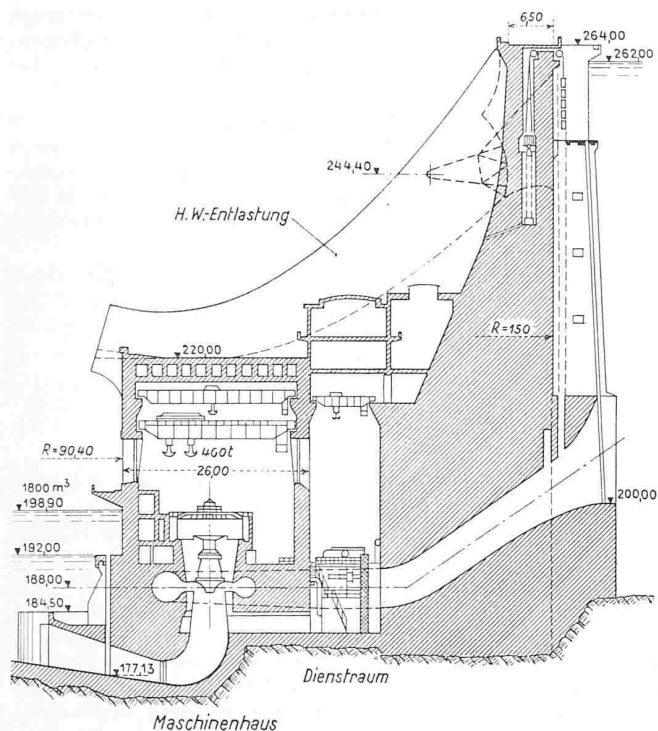 6,50
264,00
262,00
244,40
H.W.-Entlastung
R=150
220,00
400t
R=90,40
26,00
1800 m³
198,90
200,00
192,00
188,00
184,50
177,13
Dienstraum
Maschinenhaus